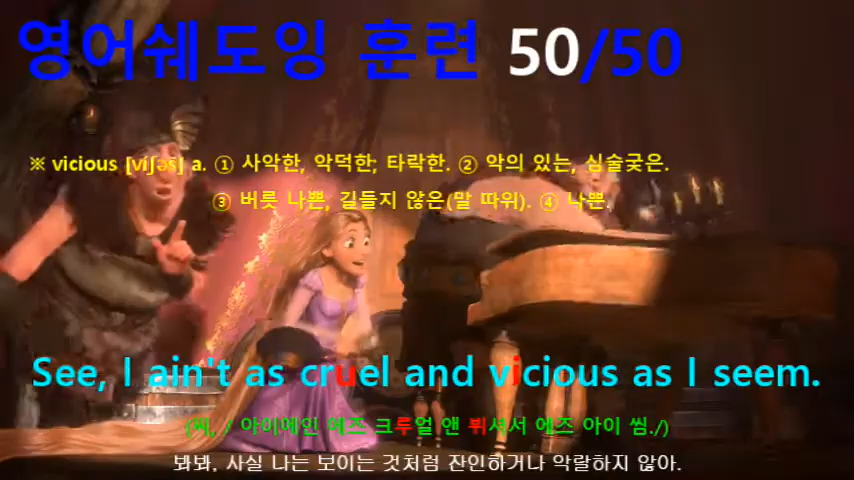 영어쉐도잉 훈련 50/50
※ vicious [víʃəs] a. ① 사악한, 악덕한; 타락한. ② 악의 있는, 심술궂은.
③ 버릇 나쁜, 길들지 않은(말 따위). ④ 나쁜.
See, I ain't as cruel and vicious as I seem.
(씨, / 아이에인 에즈 크루얼 앤 뷔셔서 에즈 아이 씸./)
봐봐, 사실 나는 보이는 것처럼 잔인하거나 악랄하지 않아.